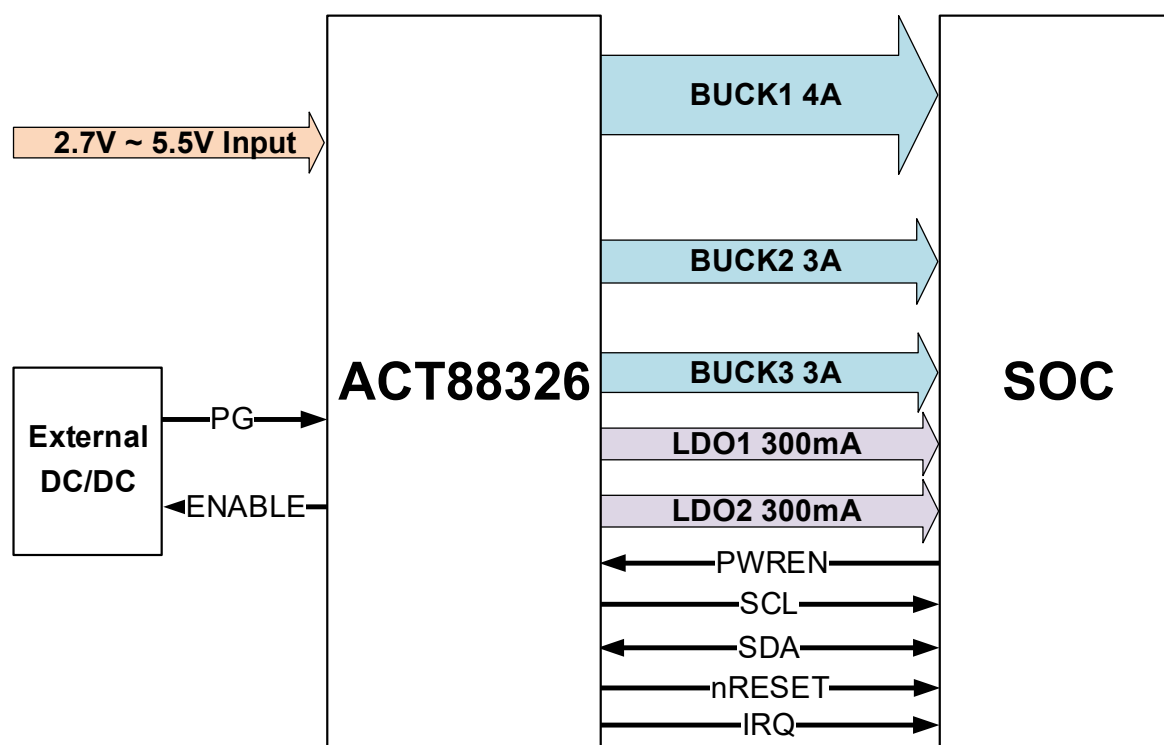 BUCK1 4A
2.7V ~ 5.5V Input
BUCK2 3A
ACT88326
BUCK3 3A
SOC
PG
External
DC/DC
LDO1 300mA
ENABLE
LDO2 300mA
PWREN
SCL
SDA
nRESET
IRQ